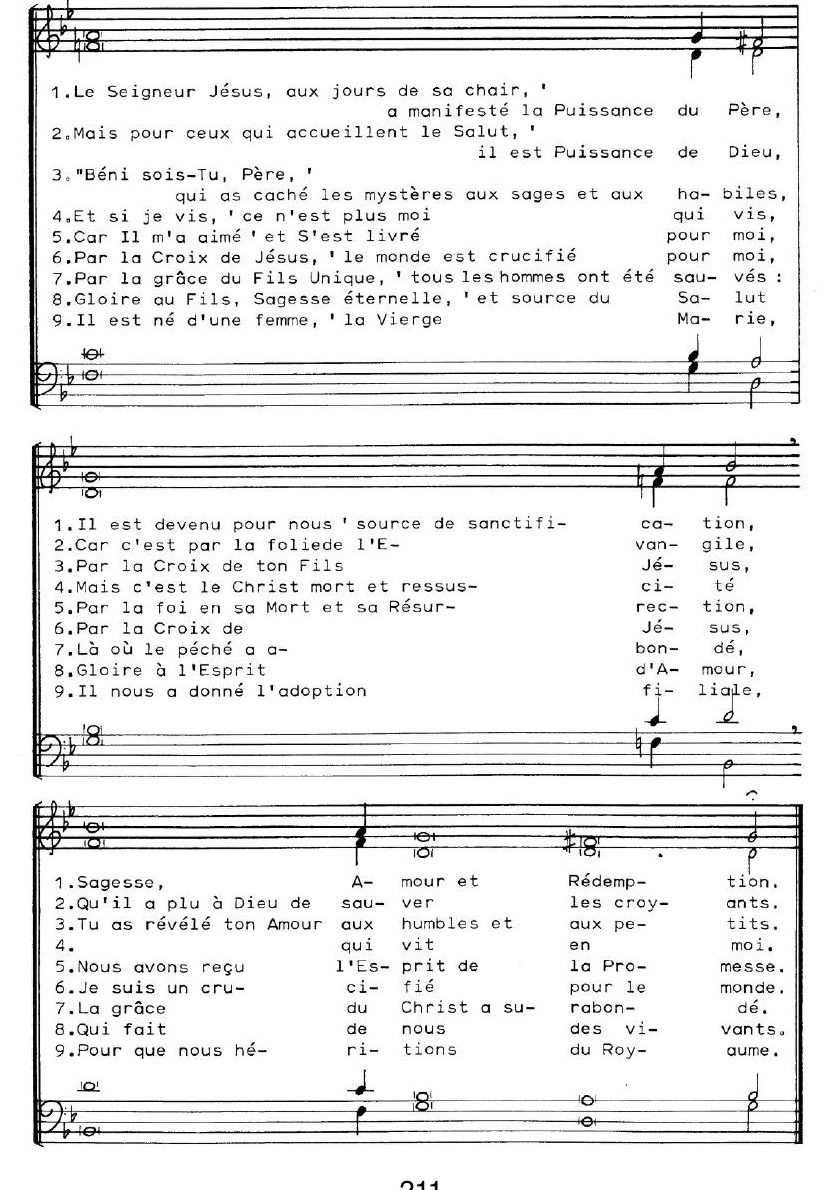 1.Le Seigneur Jésus, aux jours de sa chair, '
a manifesté la Puissance du Père,
2.Mais pour ceux qui accueillent le Salut, '
il est Puissance de Dieu,
3."Béni sois-Tu, Père, '
qui as caché les mystères aux sages et aux ha- biles,
4.Et si je vis, ' ce n'est plus moi qui vis,
5.Car Il m'a aimé ' et S'est livré pour moi,
6.Par la Croix de Jésus, ' le monde est crucifié pour moi,
7.Par la grâce du Fils Unique, ' tous les hommes ont été sau- vés :
8.Gloire au Fils, Sagesse éternelle, ' et source du Sa- lut
9.Il est né d'une femme, ' la Vierge Ma- rie,
1.Il est devenu pour nous ' source de sanctifi- ca- tion,
2.Car c'est par la foliede l'E- van- gile,
3.Par la Croix de ton Fils Jé- sus,
4.Mais c'est le Christ mort et ressus- ci- té
5.Par la foi en sa Mort et sa Résur- rec- tion,
6.Par la Croix de Jé- sus,
7.Là où le péché a a- bon- dé,
8.Gloire à l'Esprit d'A- mour,
9.Il nous a donné l'adoption fi- liale,
1.Sagesse, A- mour et Rédemp- tion.
2.Qu'il a plu à Dieu de sau- ver les croy- ants.
3.Tu as révélé ton Amour aux humbles et aux pe- tits.
4. qui vit en moi.
5.Nous avons reçu l'Es- prit de la Pro- messe.
6.Je suis un cru- ci- fié pour le monde.
7.La grâce du Christ a su- rabon- dé.
8.Qui fait de nous des vi- vants.
9.Pour que nous hé- ri- tions du Roy- aume.
211